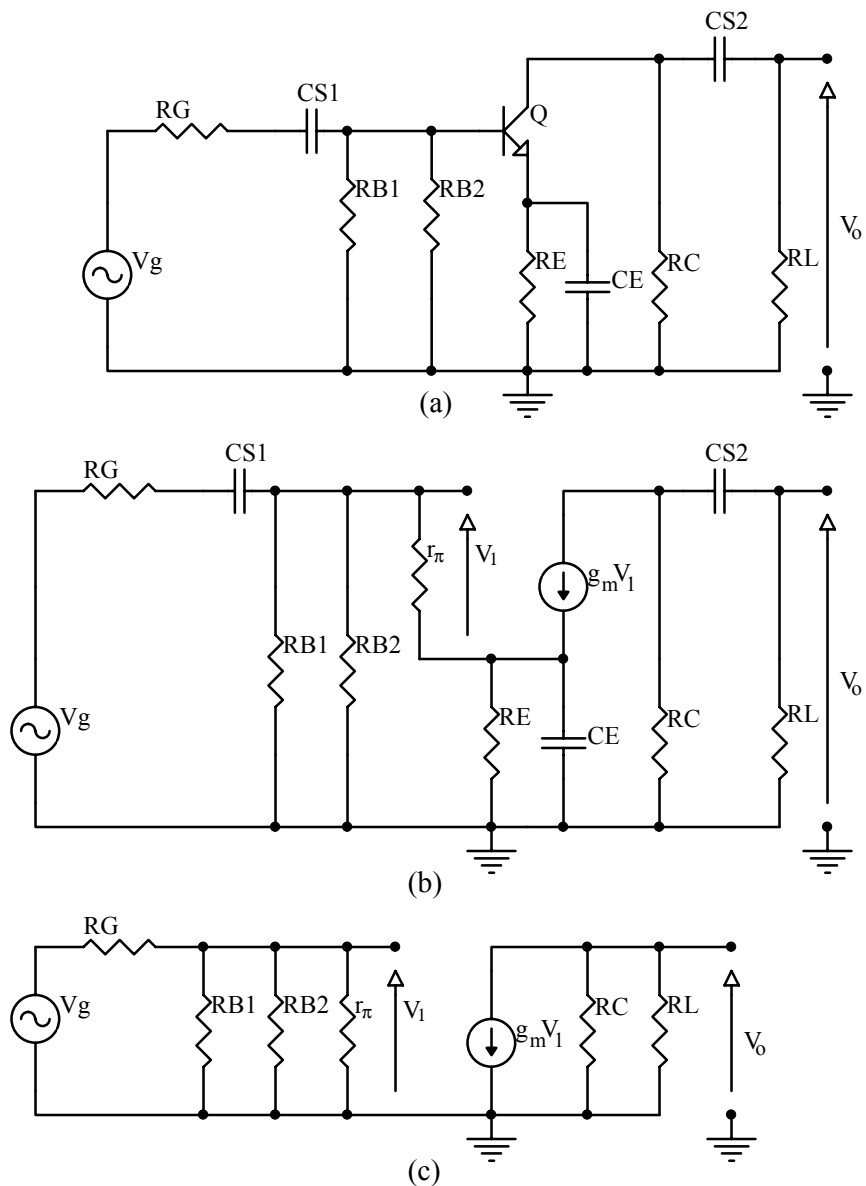 CS2
CS1
RG
Q
RB1
RB2
Vg
RE
CE
RC
RL
Vo
(a)
CS1
RG
CS2
rπ
V1
gmV1
RB1
RB2
Vg
RE
CE
RC
RL
Vo
(b)
RG
Vg
RB1
RB2
rπ
V1
gmV1
RC
RL
Vo
(c)